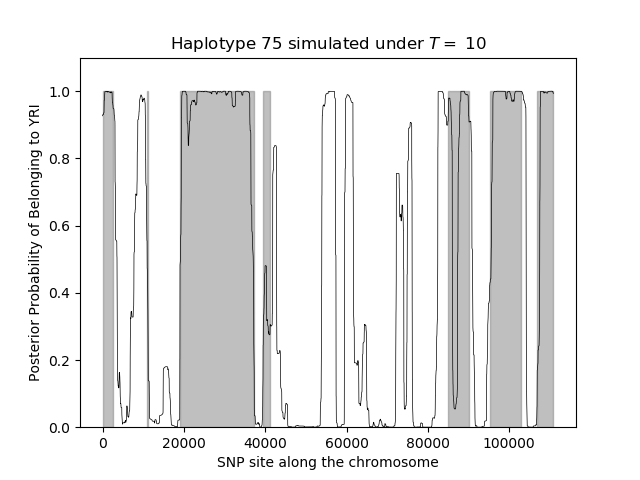 Haplotype 75 simulated under T = 10
Posterior Probability of Belonging to YRI
1.0
0.8
0.6
0.4
0.2
0.0
0 20000 40000 60000 80000 100000
SNP site along the chromosome